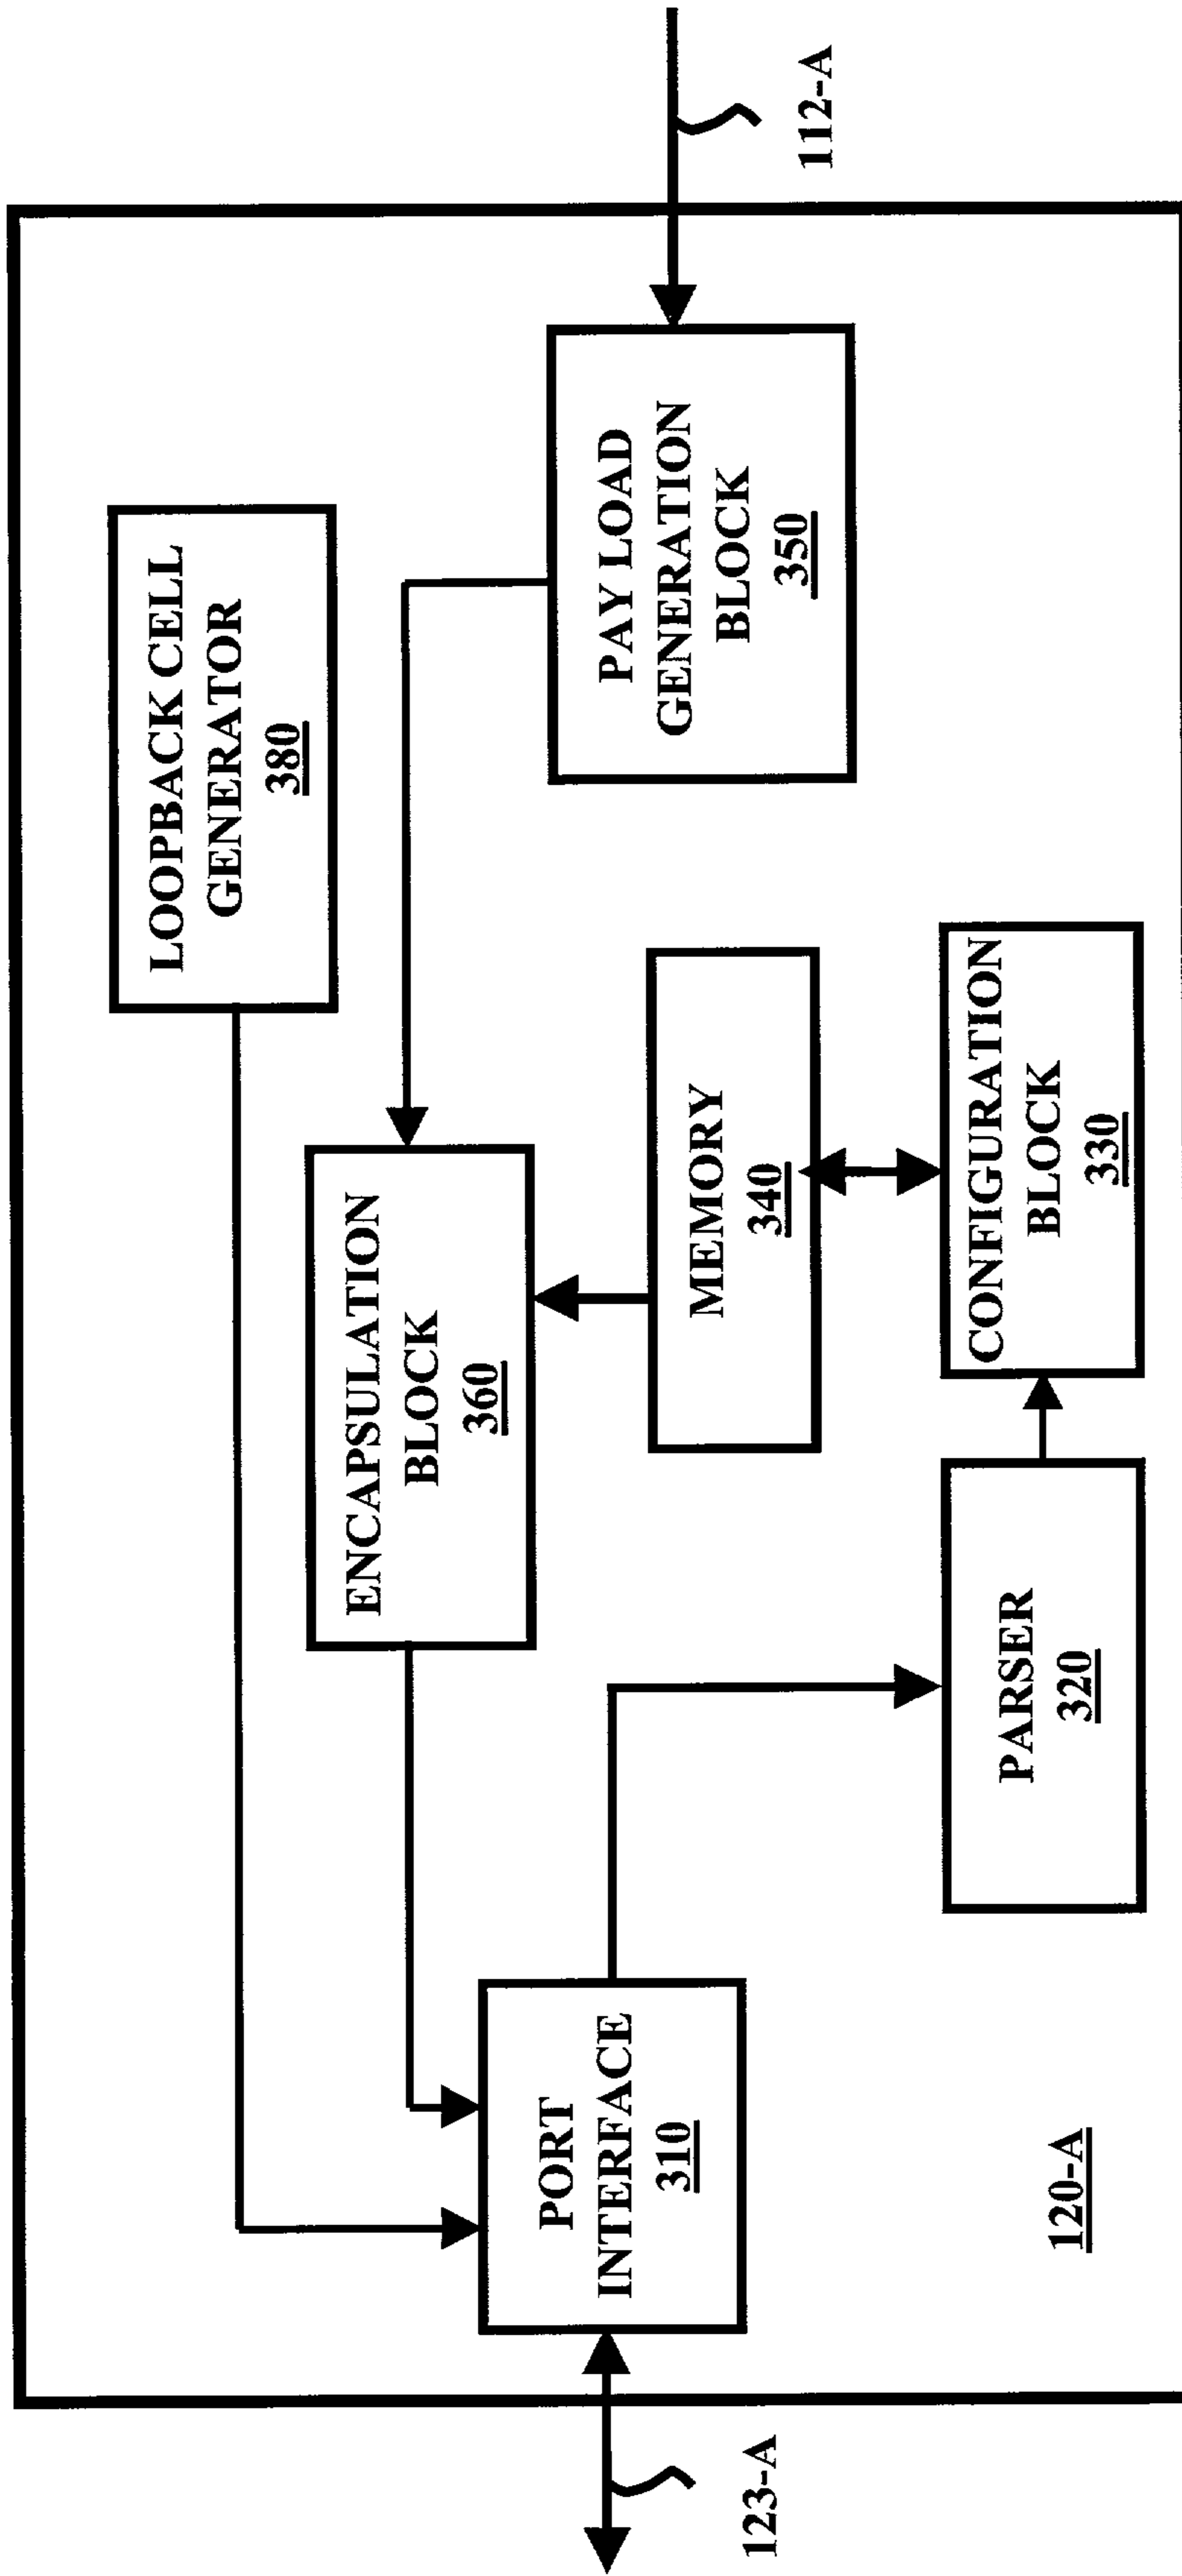 LOOPBACK CELL
GENERATOR
380
ENCAPSULATION
BLOCK
360
PAY LOAD
GENERATION
BLOCK
350
112-A
PORT
INTERFACE
310
123-A
MEMORY
340
PARSER
320
CONFIGURATION
BLOCK
330
120-A